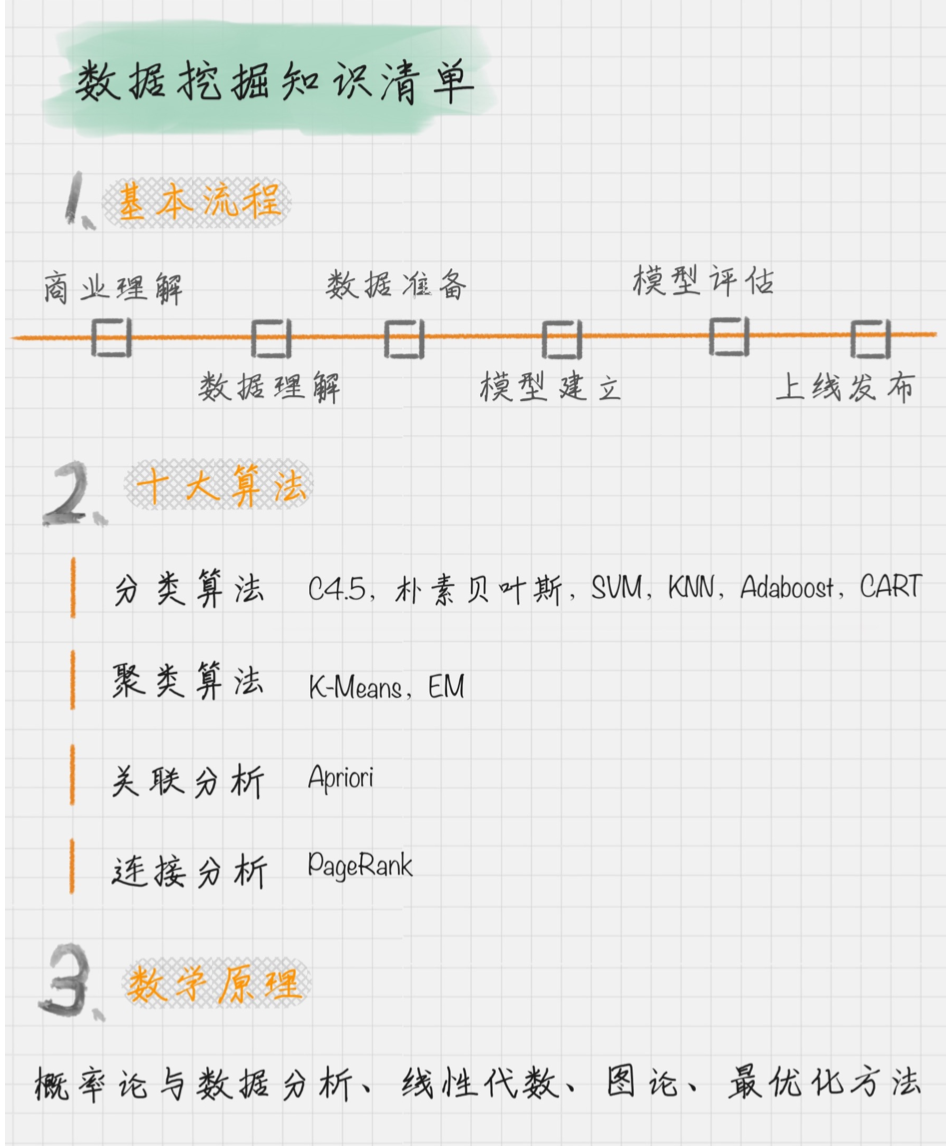 数据挖掘知识清单
1、基本流程
商业理解 数据准备 模型评估
数据理解 模型建立 上线发布
2、十大算法
分类算法 C4.5, 朴素贝叶斯, SVM, KNN, Adaboost, CART
聚类算法 K-Means, EM
关联分析 Apriori
连接分析 PageRank
3、数学原理
概率论与数据分析、线性代数、图论、最优化方法